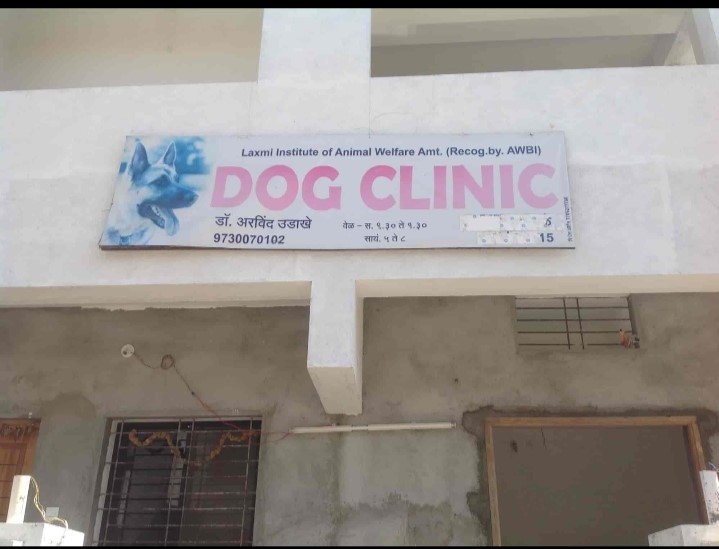 Laxmi Institute of Animal Welfare Amt. (Recog.by. AWBI)
DOG CLINIC
डॉ. अरविंद उडाखे
9730070102
वेळ - स. ९.३० ते १.३०
सायं. ५ ते ८
15